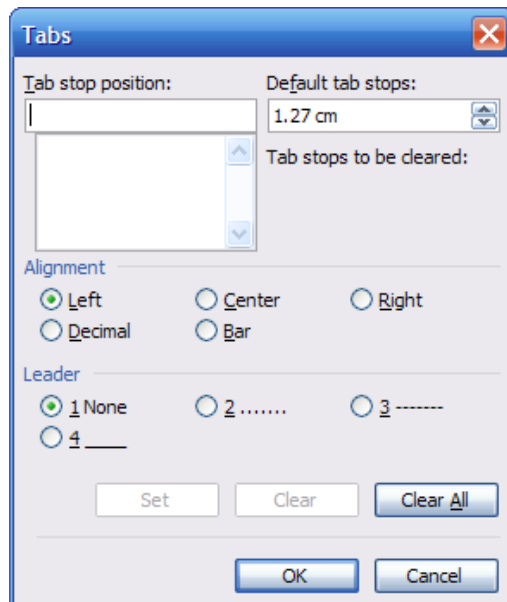 Tabs
Tab stop position: Default tab stops:
1.27 cm
Tab stops to be cleared:
Alignment
Left Center Right
Decimal Bar
Leader
1 None 2 ....... 3 -------
4 ____
Set Clear Clear All
OK Cancel